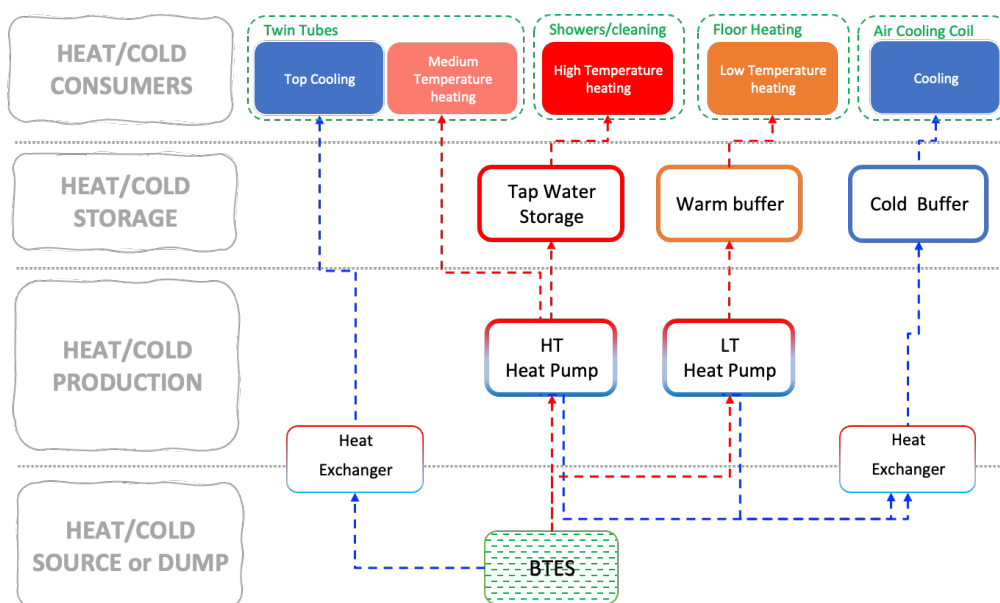 HEAT/COLD
CONSUMERS
Twin Tubes
Top Cooling
Medium
Temperature
heating
Showers/cleaning
High Temperature
heating
Floor Heating
Low Temperature
heating
Air Cooling Coil
Cooling
HEAT/COLD
STORAGE
Tap Water
Storage
Warm buffer
Cold Buffer
HEAT/COLD
PRODUCTION
HT
Heat Pump
LT
Heat Pump
Heat
Exchanger
Heat
Exchanger
HEAT/COLD
SOURCE or DUMP
BTES